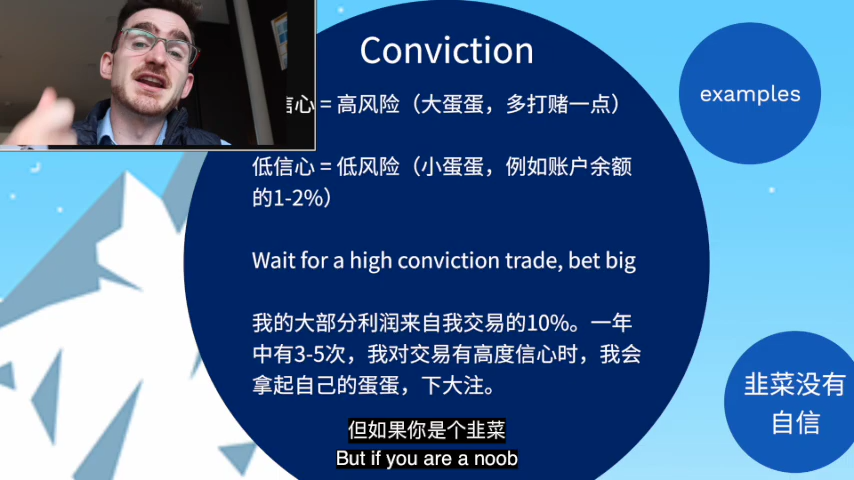 Conviction
信心 = 高风险（大蛋蛋，多打赌一点）
低信心 = 低风险（小蛋蛋，例如账户余额
的1-2%）
Wait for a high conviction trade, bet big
我的大部分利润来自我交易的10%。一年
中有3-5次，我对交易有高度信心时，我会
拿起自己的蛋蛋，下大注。
examples
韭菜没有
自信
但如果你是个韭菜
But if you are a noob